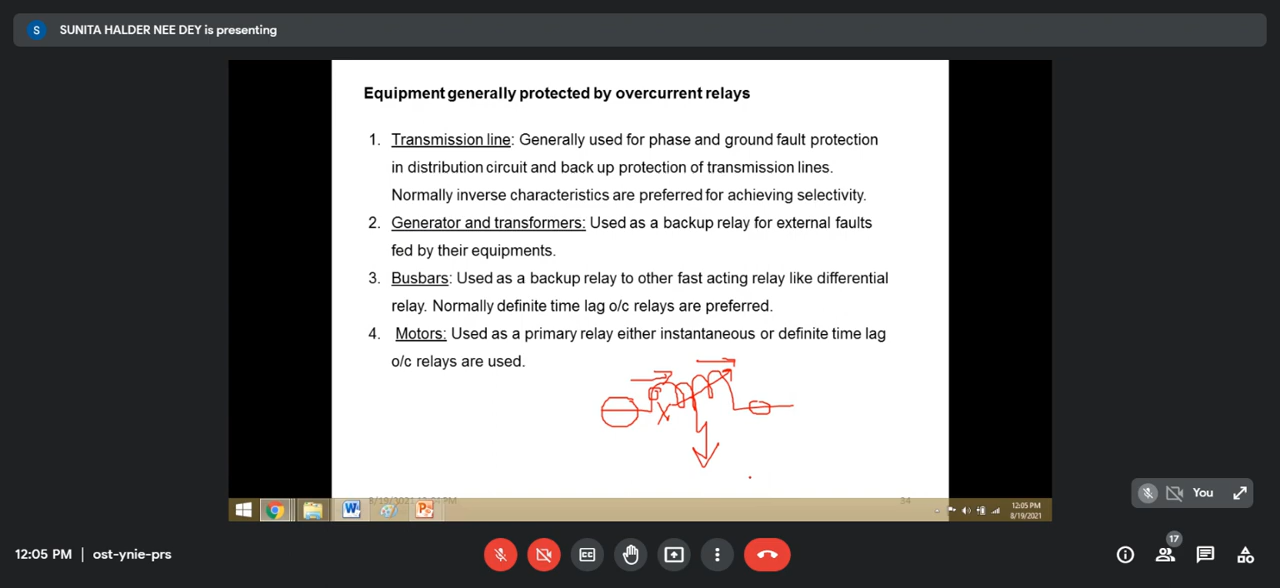 S SUNITA HALDER NEE DEY is presenting
Equipment generally protected by overcurrent relays
1. Transmission line: Generally used for phase and ground fault protection
in distribution circuit and back up protection of transmission lines.
Normally inverse characteristics are preferred for achieving selectivity.
2. Generator and transformers: Used as a backup relay for external faults
fed by their equipments.
3. Busbars: Used as a backup relay to other fast acting relay like differential
relay. Normally definite time lag o/c relays are preferred.
4. Motors: Used as a primary relay either instantaneous or definite time lag
o/c relays are used.
You
12:05 PM
8/19/2021
12:05 PM | ost-ynie-prs
17